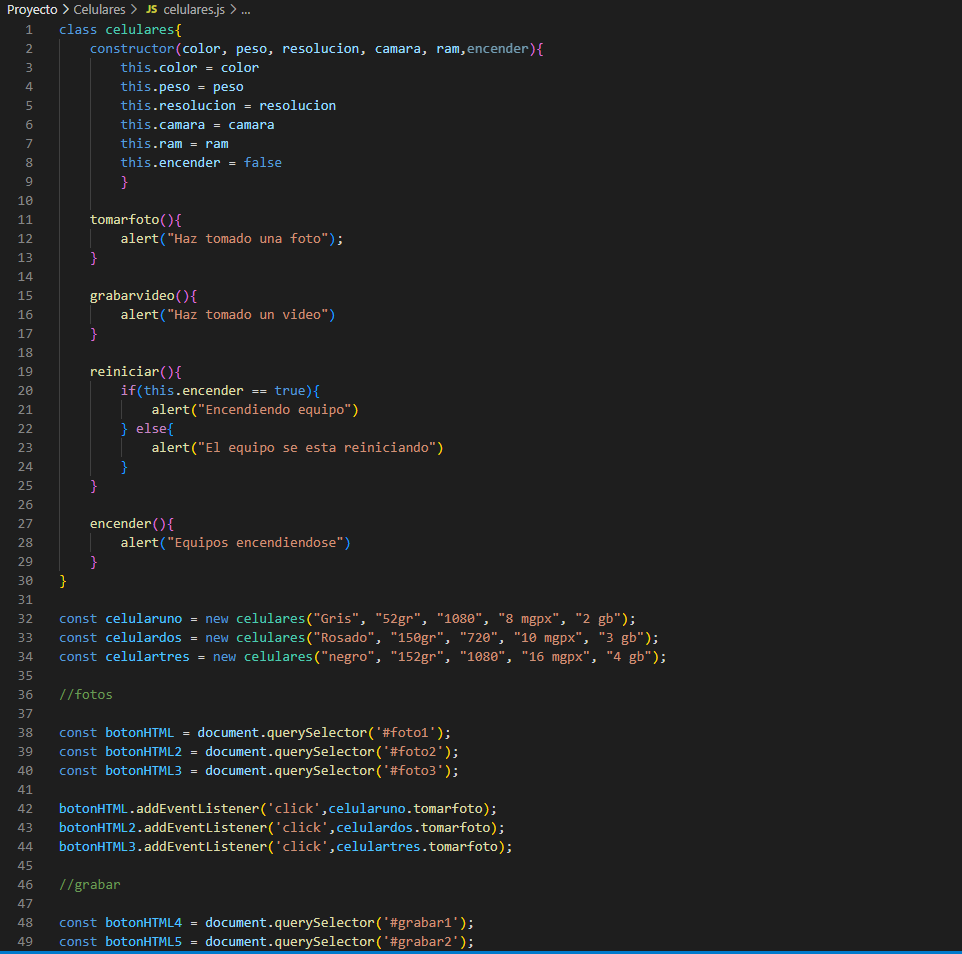 Proyecto > Celulares > JS celulares.js > ...
1 class celulares{
2 constructor(color, peso, resolucion, camara, ram,encender){
3 this.color = color
4 this.peso = peso
5 this.resolucion = resolucion
6 this.camara = camara
7 this.ram = ram
8 this.encender = false
9 }
10
11 tomarfoto(){
12 alert("Haz tomado una foto");
13 }
14
15 grabarvideo(){
16 alert("Haz tomado un video")
17 }
18
19 reiniciar(){
20 if(this.encender == true){
21 alert("Encendiendo equipo")
22 } else{
23 alert("El equipo se esta reiniciando")
24 }
25 }
26
27 encender(){
28 alert("Equipos encendiendose")
29 }
30 }
31
32 const celularuno = new celulares("Gris", "52gr", "1080", "8 mgpx", "2 gb");
33 const celulardos = new celulares("Rosado", "150gr", "720", "10 mgpx", "3 gb");
34 const celulartres = new celulares("negro", "152gr", "1080", "16 mgpx", "4 gb");
35
36 //fotos
37
38 const botonHTML = document.querySelector('#foto1');
39 const botonHTML2 = document.querySelector('#foto2');
40 const botonHTML3 = document.querySelector('#foto3');
41
42 botonHTML.addEventListener('click',celularuno.tomarfoto);
43 botonHTML2.addEventListener('click',celulardos.tomarfoto);
44 botonHTML3.addEventListener('click',celulartres.tomarfoto);
45
46 //grabar
47
48 const botonHTML4 = document.querySelector('#grabar1');
49 const botonHTML5 = document.querySelector('#grabar2');